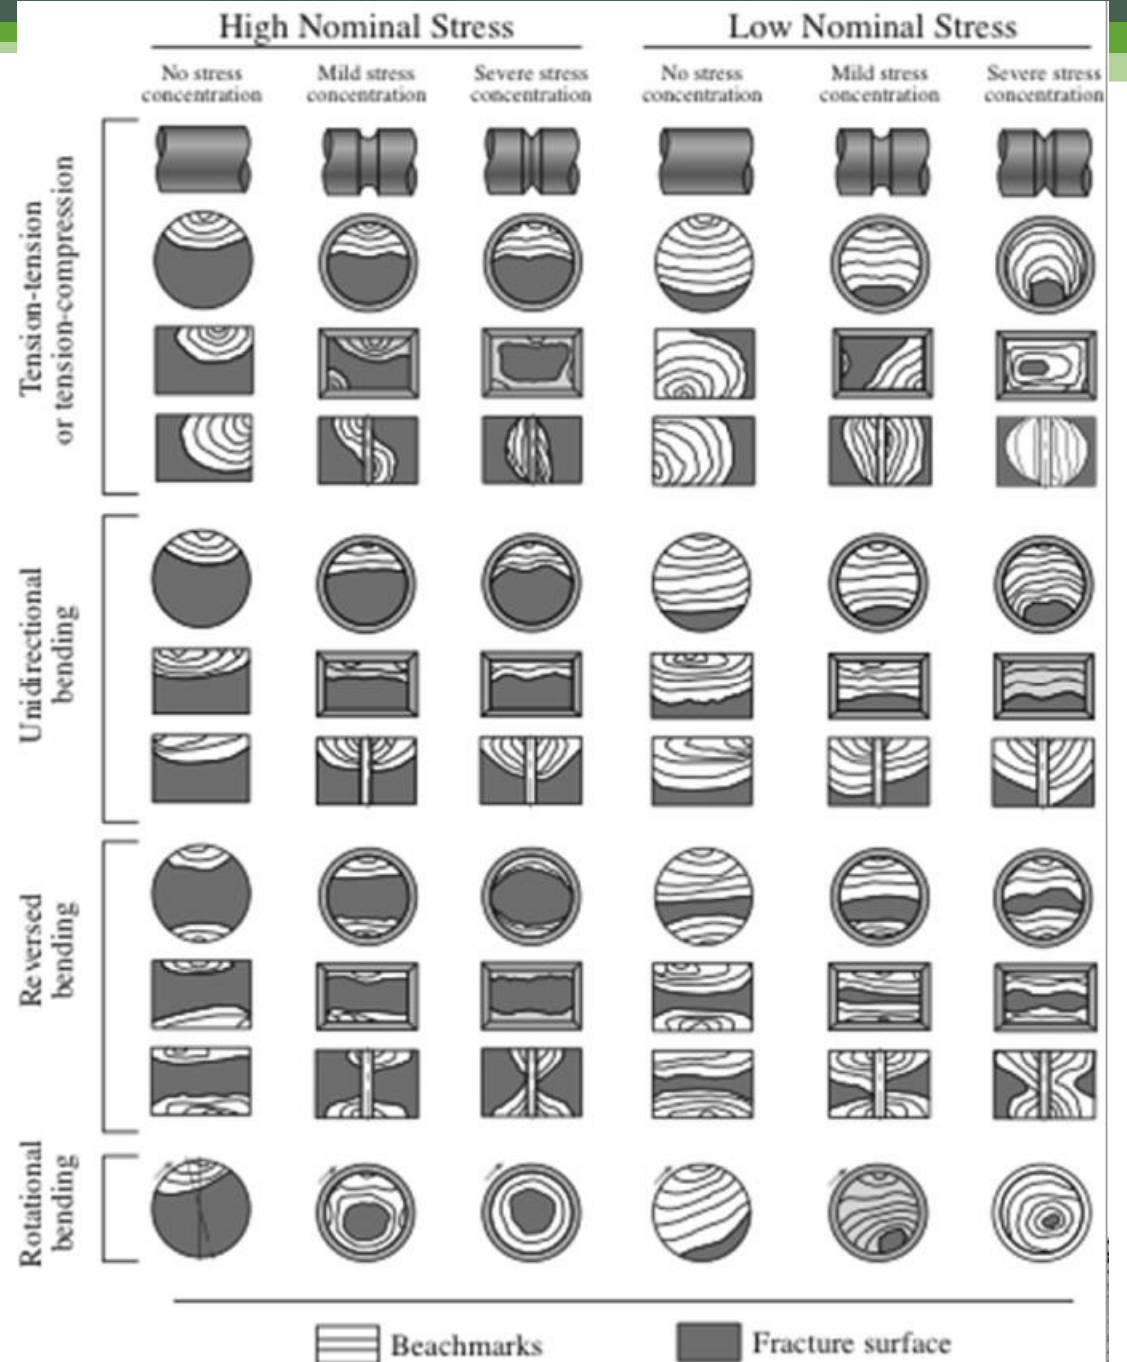 High Nominal Stress
Low Nominal Stress
No stress
concentration
Mild stress
concentration
Severe stress
concentration
No stress
concentration
Mild stress
concentration
Severe stress
concentration
Tension-tension
or tension-compression
Unidirectional
bending
Reversed
bending
Rotational
bending
Beachmarks
Fracture surface